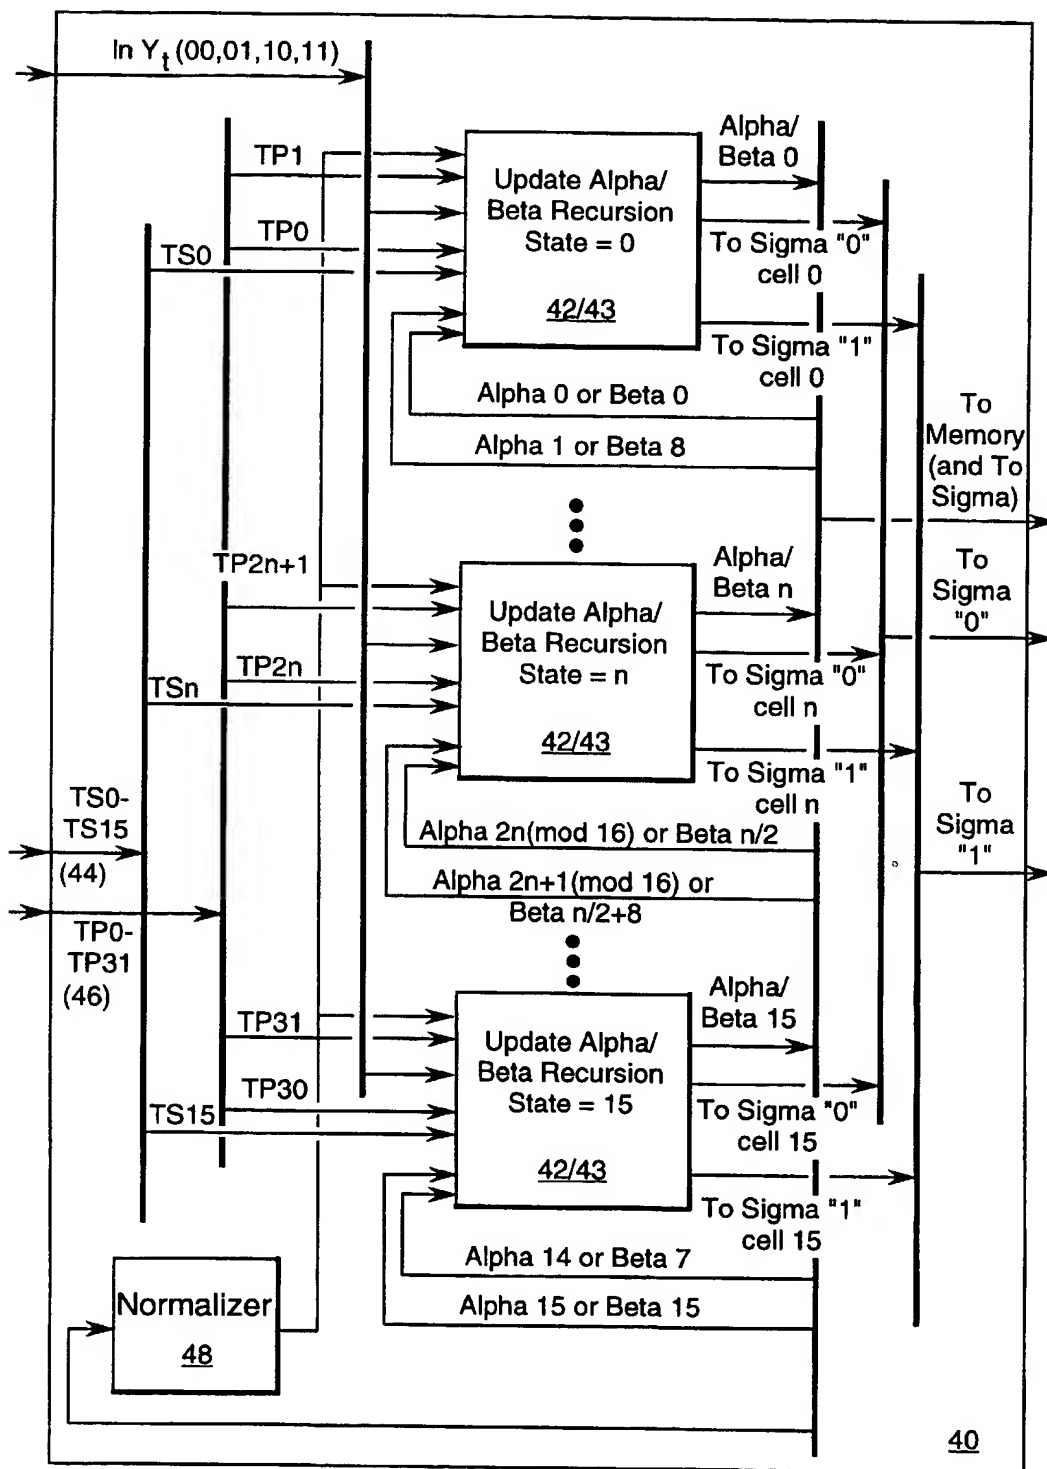 ln Yt (00,01,10,11)
Alpha/
Beta 0
TP1
Update Alpha/
Beta Recursion
State = 0
42/43
TP0
TS0
To Sigma "0"
cell 0
To Sigma "1"
cell 0
Alpha 0 or Beta 0
Alpha 1 or Beta 8
To
Memory
(and To
Sigma)
TP2n+1
Alpha/
Beta n
Update Alpha/
Beta Recursion
State = n
42/43
To
Sigma
"0"
TP2n
TSn
To Sigma "0"
cell n
To Sigma "1"
cell n
TS0-
TS15
(44)
Alpha 2n(mod 16) or Beta n/2
Alpha 2n+1(mod 16) or
Beta n/2+8
To
Sigma
"1"
TP0-
TP31
(46)
Alpha/
Beta 15
TP31
Update Alpha/
Beta Recursion
State = 15
42/43
TP30
TS15
To Sigma "0"
cell 15
To Sigma "1"
cell 15
Alpha 14 or Beta 7
Alpha 15 or Beta 15
Normalizer
48
40